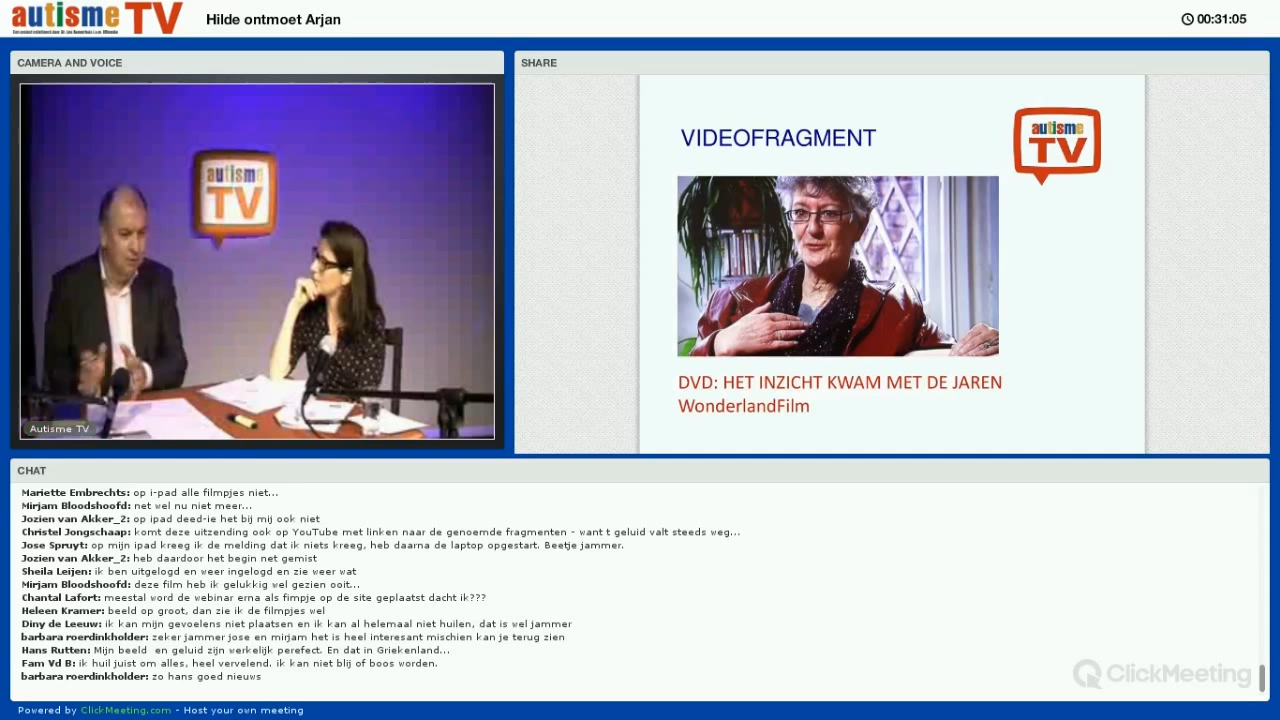 autisme TV
Hilde ontmoet Arjan
00:31:05
CAMERA AND VOICE
autisme
TV
Autisme TV
SHARE
VIDEOFRAGMENT
autisme
TV
DVD: HET INZICHT KWAM MET DE JAREN
WonderlandFilm
CHAT
Mariette Embrechts: op i-pad alle filmpjes niet...
Mirjam Bloodshoofd: net wel nu niet meer...
Jozien van Akker_2: op ipad deed-ie het bij mij ook niet
Christel Jongschaap: komt deze uitzending ook op YouTube met linken naar de genoemde fragmenten - want t geluid valt steeds weg...
Jose Spruyt: op mijn ipad kreeg ik de melding dat ik niets kreeg, heb daarna de laptop opgestart. Beetje jammer.
Jozien van Akker_2: heb daardoor het begin net gemist
Sheila Leijen: ik ben uitgelogd en weer ingelogd en zie weer wat
Mirjam Bloodshoofd: deze film heb ik gelukkig wel gezien ooit...
Chantal Lafort: meestal word de webinar erna als fimpje op de site geplaatst dacht ik???
Heleen Kramer: beeld op groot, dan zie ik de filmpjes wel
Diny de Leeuw: ik kan mijn gevoelens niet plaatsen en ik kan al helemaal niet huilen, dat is wel jammer
barbara roerdinkholder: zeker jammer jose en mirjam het is heel interesant mischien kan je terug zien
Hans Rutten: Mijn beeld en geluid zijn werkelijk perefect. En dat in Griekenland...
Fam Vd B: ik huil juist om alles, heel vervelend. ik kan niet blij of boos worden.
barbara roerdinkholder: zo hans goed nieuws
ClickMeeting
Powered by ClickMeeting.com - Host your own meeting